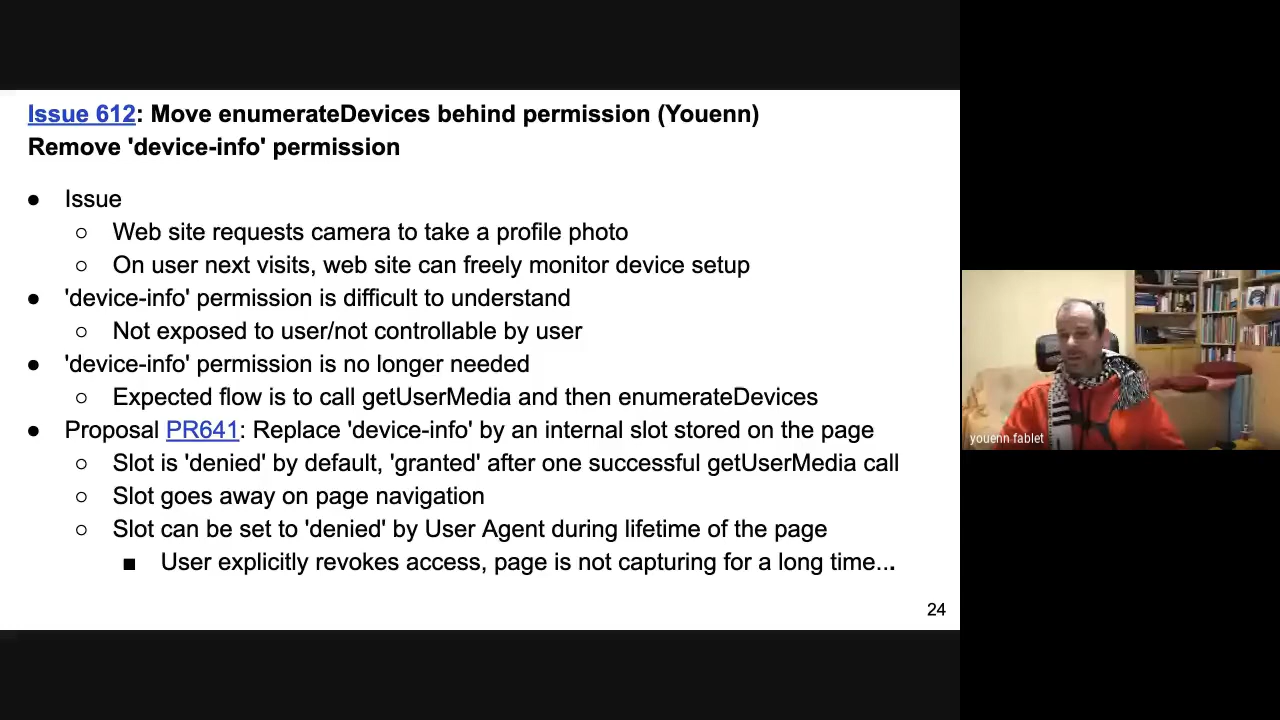 Issue 612: Move enumerateDevices behind permission (Youenn)
Remove 'device-info' permission
● Issue
○ Web site requests camera to take a profile photo
○ On user next visits, web site can freely monitor device setup
● 'device-info' permission is difficult to understand
○ Not exposed to user/not controllable by user
● 'device-info' permission is no longer needed
○ Expected flow is to call getUserMedia and then enumerateDevices
● Proposal PR641: Replace 'device-info' by an internal slot stored on the page
○ Slot is 'denied' by default, 'granted' after one successful getUserMedia call
○ Slot goes away on page navigation
○ Slot can be set to 'denied' by User Agent during lifetime of the page
■ User explicitly revokes access, page is not capturing for a long time...
24
youenn fablet